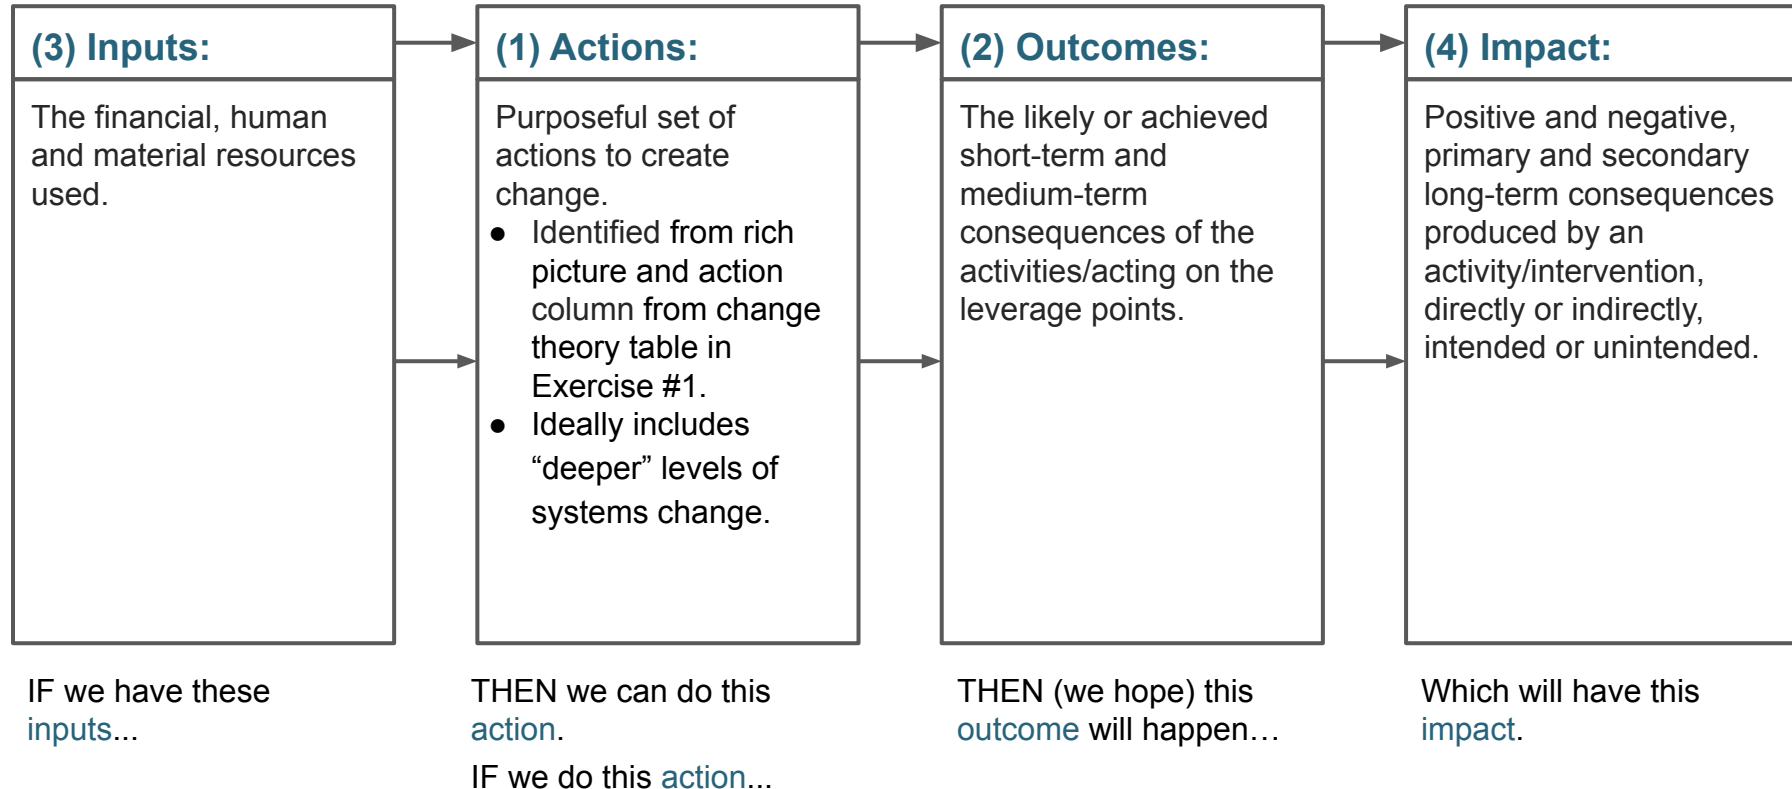 (3) Inputs:
The financial, human
and material resources
used.
(1) Actions:
Purposeful set of
actions to create
change.
● Identified from rich
picture and action
column from change
theory table in
Exercise #1.
● Ideally includes
“deeper” levels of
systems change.
(2) Outcomes:
The likely or achieved
short-term and
medium-term
consequences of the
activities/acting on the
leverage points.
(4) Impact:
Positive and negative,
primary and secondary
long-term consequences
produced by an
activity/intervention,
directly or indirectly,
intended or unintended.
IF we have these
inputs...
THEN we can do this
action.
IF we do this action...
THEN (we hope) this
outcome will happen…
Which will have this
impact.